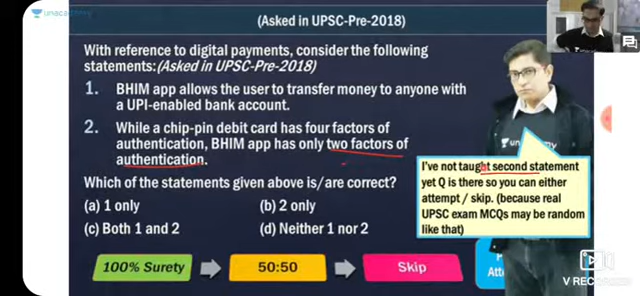 unacademy
(Asked in UPSC-Pre-2018)
With reference to digital payments, consider the following
statements:(Asked in UPSC-Pre-2018)
1. BHIM app allows the user to transfer money to anyone with
a UPI-enabled bank account.
2. While a chip-pin debit card has four factors of
authentication, BHIM app has only two factors of
authentication.
Which of the statements given above is/are correct?
(a) 1 only (b) 2 only
(c) Both 1 and 2 (d) Neither 1 nor 2
unacademy
I've not taught second statement
yet Q is there so you can either
attempt / skip. (because real
UPSC exam MCQs may be random
like that)
100% Surety 50:50 Skip